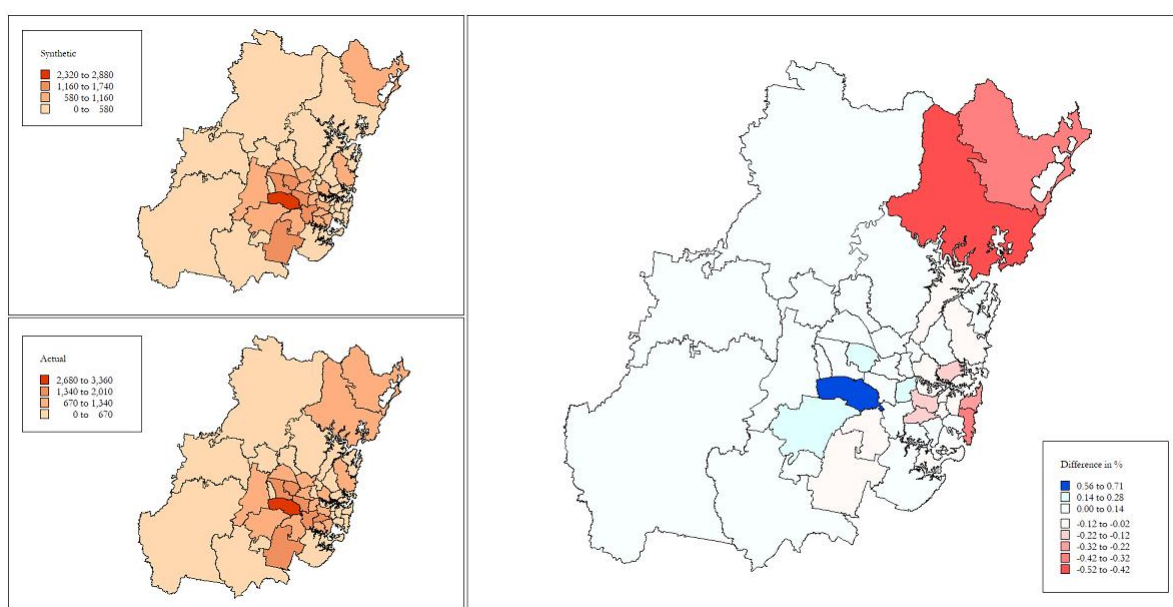 Synthetic
2,320 to 2,880
1,160 to 1,740
580 to 1,160
0 to 580
Actual
2,680 to 3,360
1,340 to 2,010
670 to 1,340
0 to 670
Difference in %
0.56 to 0.71
0.14 to 0.28
0.00 to 0.14
-0.12 to -0.02
-0.22 to -0.12
-0.32 to -0.22
-0.42 to -0.32
-0.52 to -0.42